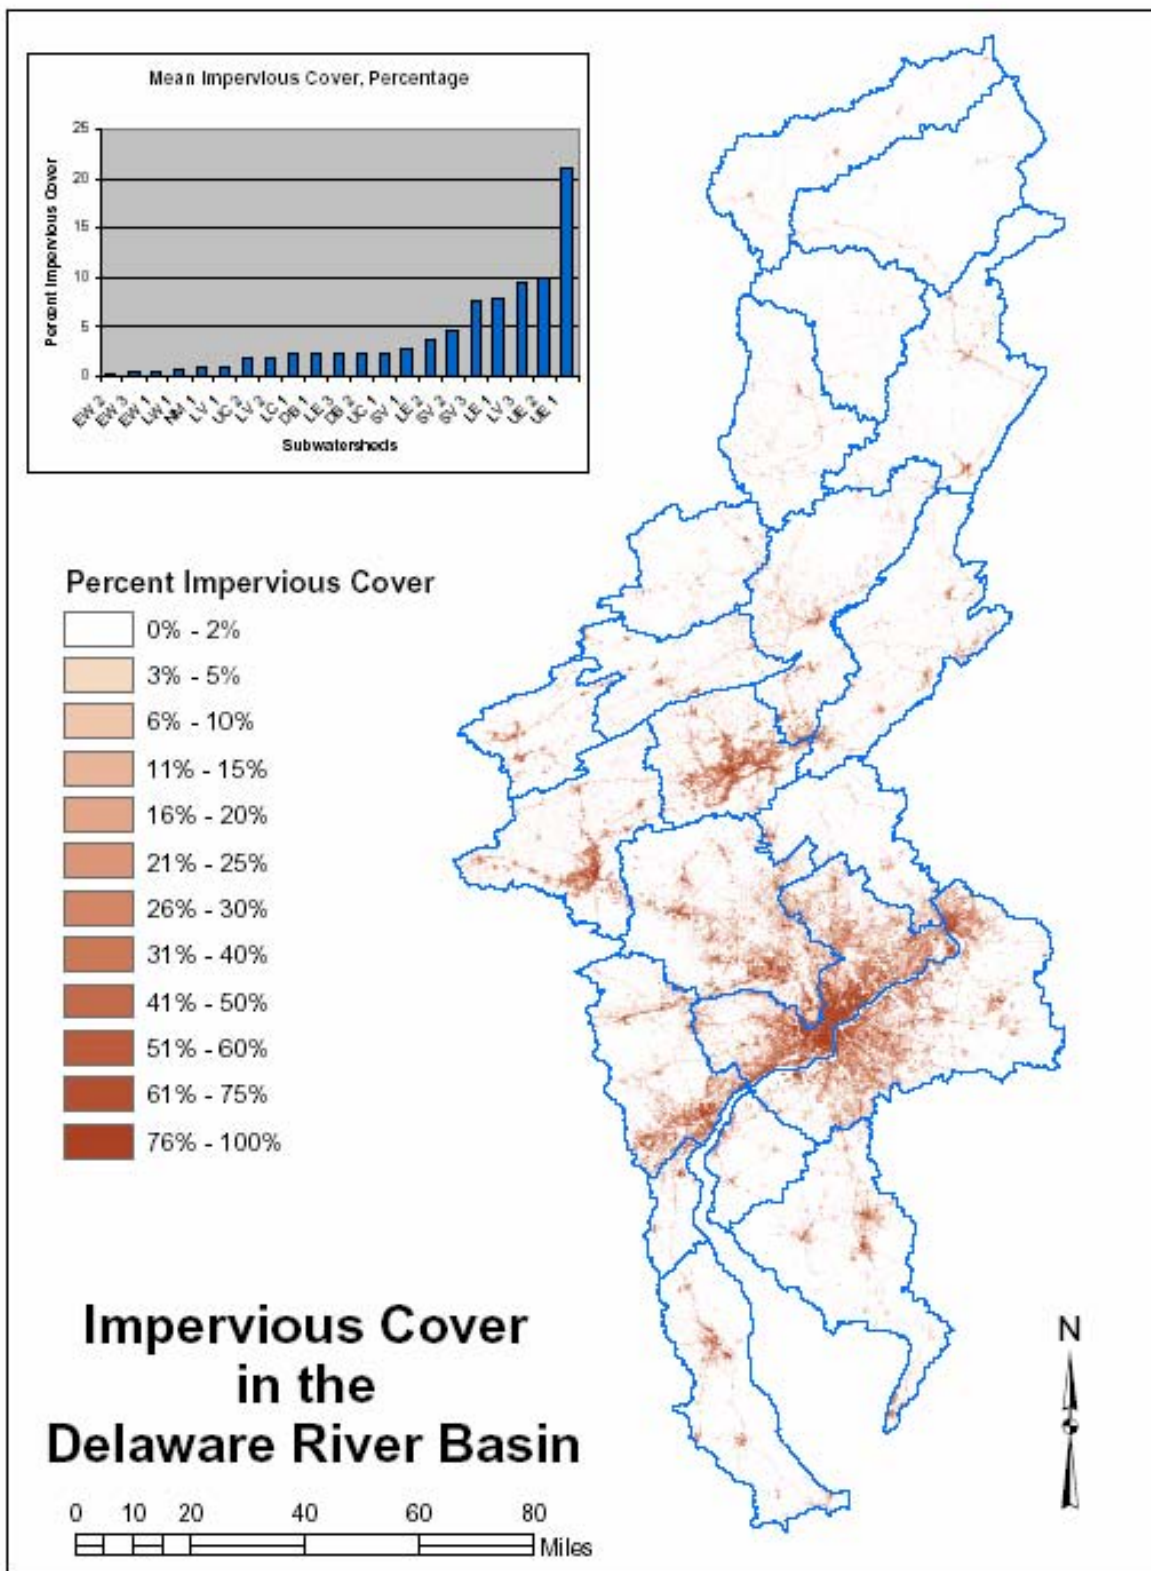 Mean Impervious Cover, Percentage
25
20
15
10
5
0
Percent Impervious Cover
EW 2
EW 3
EW 1
LW 1
NM 1
LV 1
UC 2
LV 2
LC 1
DB 1
LE 3
DB 2
UC 1
SV 1
LE 2
SV 2
SV 3
LE 1
LV 3
UE 2
UE 1
Subwatersheds
Percent Impervious Cover
0% - 2%
3% - 5%
6% - 10%
11% - 15%
16% - 20%
21% - 25%
26% - 30%
31% - 40%
41% - 50%
51% - 60%
61% - 75%
76% - 100%
Impervious Cover
in the
Delaware River Basin
N
0 10 20 40 60 80
Miles